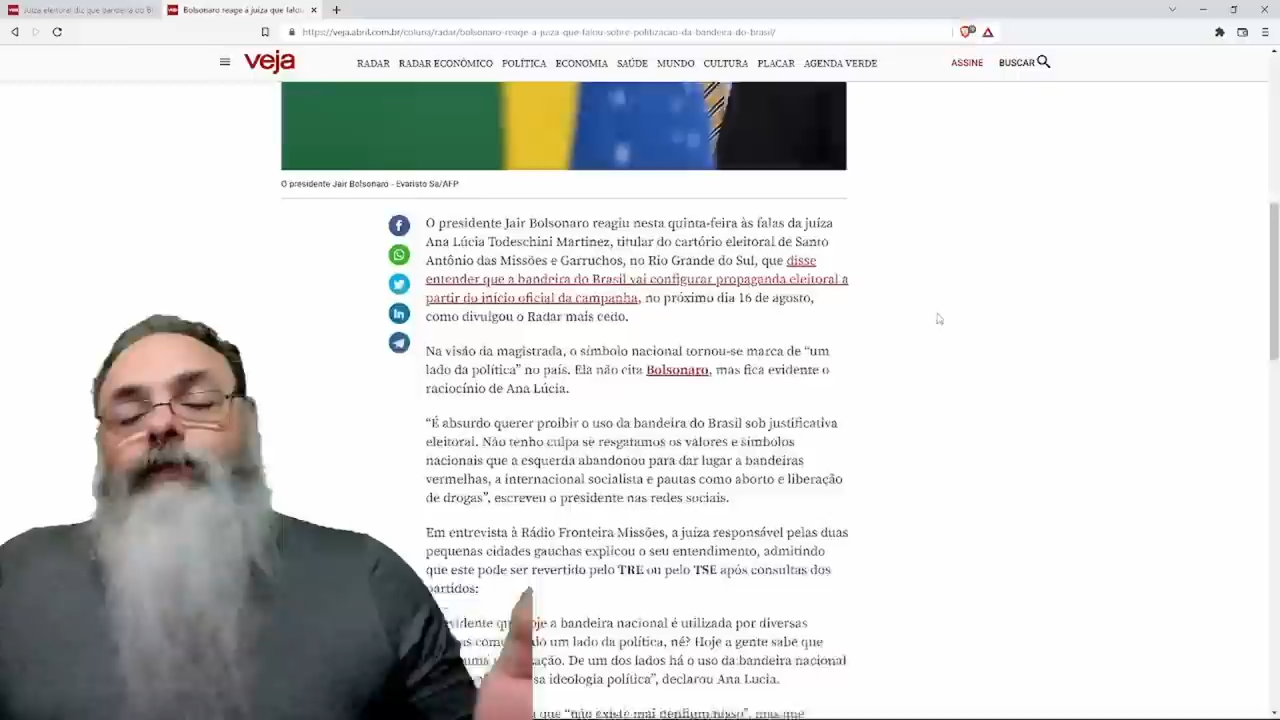 Juíza eleitoral diz que bandeira do Br
Bolsonaro reage à juíza que falou
https://veja.abril.com.br/coluna/radar/bolsonaro-reage-a-juiza-que-falou-sobre-politizacao-da-bandeira-do-brasil/
veja
RADAR RADAR ECONÔMICO POLÍTICA ECONOMIA SAÚDE MUNDO CULTURA PLACAR AGENDA VERDE
ASSINE
BUSCAR
O presidente Jair Bolsonaro - Evaristo Sa/AFP
O presidente Jair Bolsonaro reagiu nesta quinta-feira às falas da juíza
Ana Lúcia Todeschini Martinez, titular do cartório eleitoral de Santo
Antônio das Missões e Garruchos, no Rio Grande do Sul, que disse
entender que a bandeira do Brasil vai configurar propaganda eleitoral a
partir do início oficial da campanha, no próximo dia 16 de agosto,
como divulgou o Radar mais cedo.
Na visão da magistrada, o símbolo nacional tornou-se marca de “um
lado da política” no país. Ela não cita Bolsonaro, mas fica evidente o
raciocínio de Ana Lúcia.
“É absurdo querer proibir o uso da bandeira do Brasil sob justificativa
eleitoral. Não tenho culpa se resgatamos os valores e símbolos
nacionais que a esquerda abandonou para dar lugar a bandeiras
vermelhas, a internacional socialista e pautas como aborto e liberação
de drogas”, escreveu o presidente nas redes sociais.
Em entrevista à Rádio Fronteira Missões, a juíza responsável pelas duas
pequenas cidades gaúchas explicou o seu entendimento, admitindo
que este pode ser revertido pelo TRE ou pelo TSE após consultas dos
partidos:
a bandeira nacional é utilizada por diversas
um lado da política, né? Hoje a gente sabe que
De um dos lados há o uso da bandeira nacional
ideologia política”, declarou Ana Lucia.
que “não existe mal nenhum nisso”, mas que